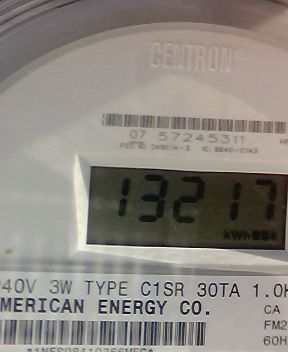 CENTRON®
07 57245311
13217
kWh
40V 3W TYPE C1SR 30TA 1.0
MERICAN ENERGY CO.
CA
FM2
60H